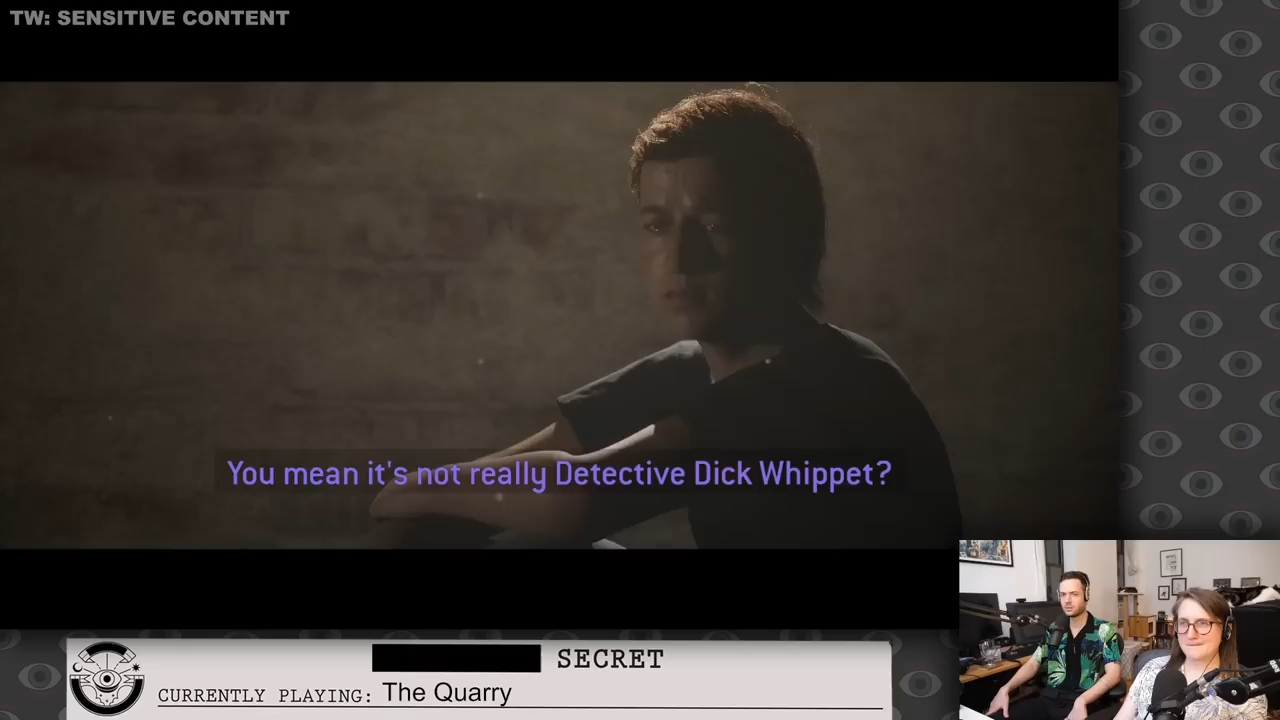 TW: SENSITIVE CONTENT
You mean it's not really Detective Dick Whippet?
SECRET
CURRENTLY PLAYING: The Quarry